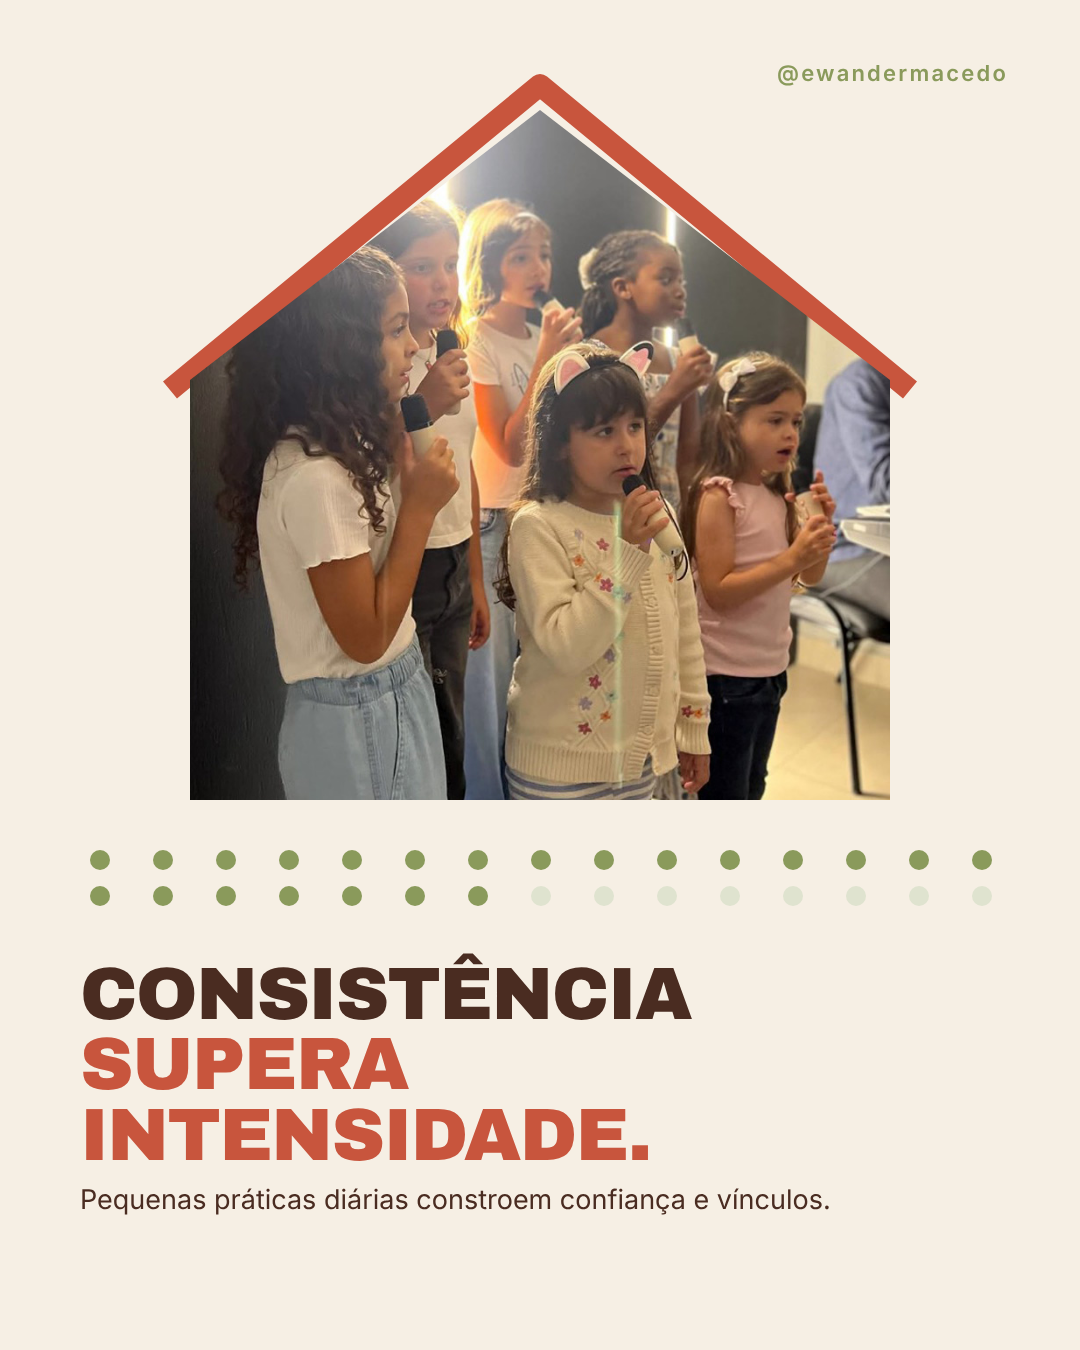 @ewandermacedo
CONSISTÊNCIA
SUPERA
INTENSIDADE.
Pequenas práticas diárias constroem confiança e vínculos.